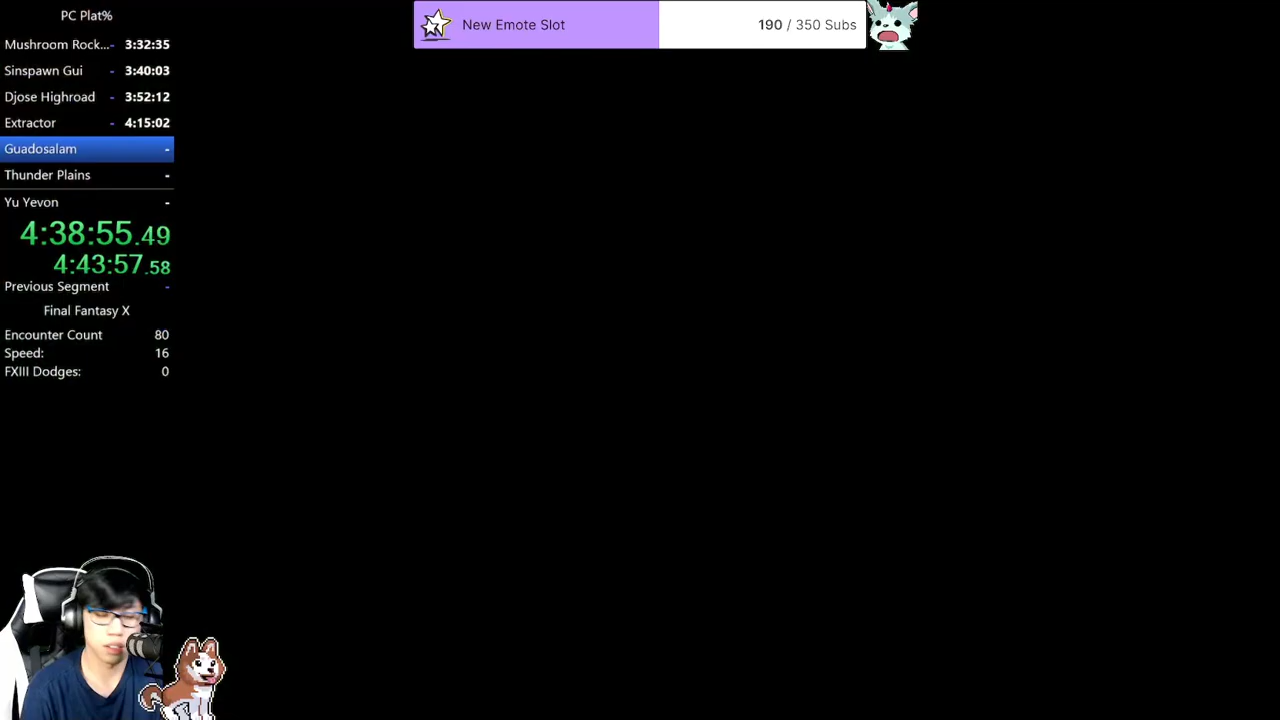 PC Plat%
New Emote Slot 190 / 350 Subs
Mushroom Rock... - 3:32:35
Sinspawn Gui - 3:40:03
Djose Highroad - 3:52:12
Extractor - 4:15:02
Guadosalam -
Thunder Plains -
Yu Yevon -
4:38:55.49
4:43:57.58
Previous Segment -
Final Fantasy X
Encounter Count 80
Speed: 16
FXIII Dodges: 0